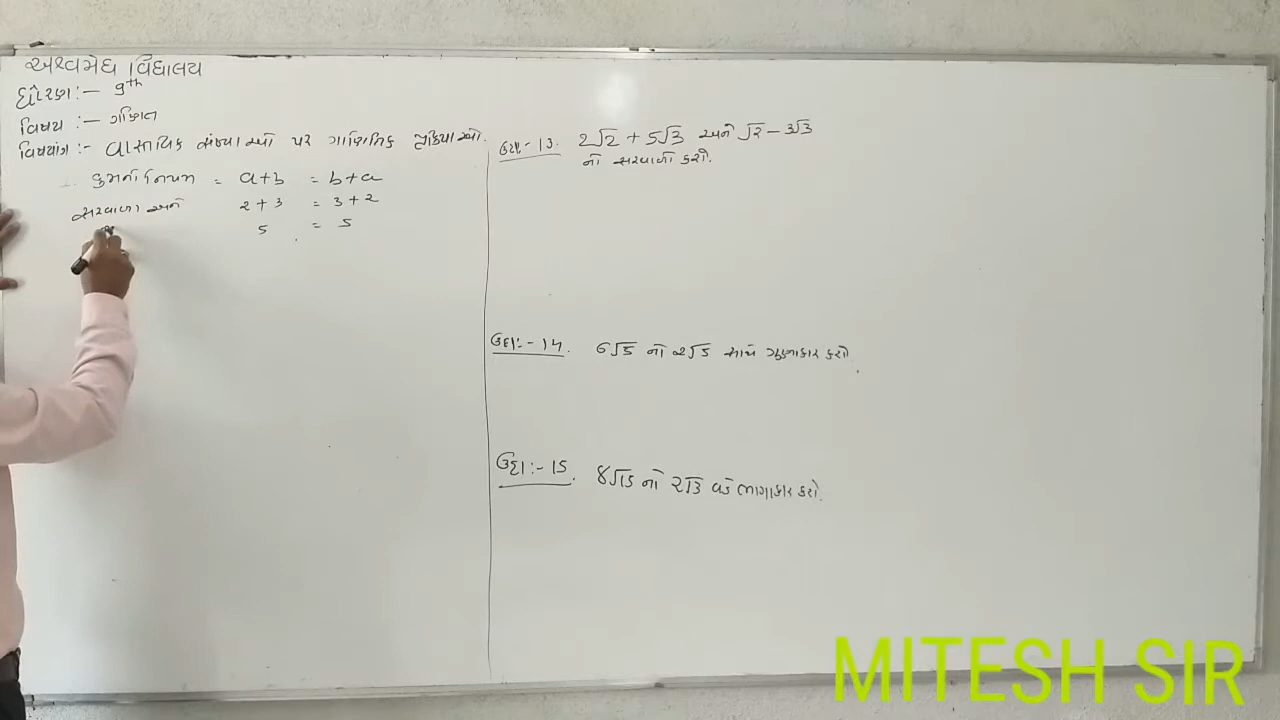 અશ્વમેઘ વિદ્યાલય
ધોરણ :- 9th
વિષય :- ગણિત
વિષયાંગ :- વાસ્તવિક સંખ્યાઓ પર ગાણિતિક પ્રક્રિયાઓ.
ક્રમનો નિયમ = a+b = b+a
સરવાળા અને 2 + 3 = 3 + 2
5 = 5
ઉદા:- 13. 2√2 + 5√3 અને √2 - 3√3
નો સરવાળો કરો.
ઉદા:- 14. 6√5 નો 2√5 સાથે ગુણાકાર કરો.
ઉદા:- 15. 8√15 નો 2√3 વડે ભાગાકાર કરો.
MITESH SIR